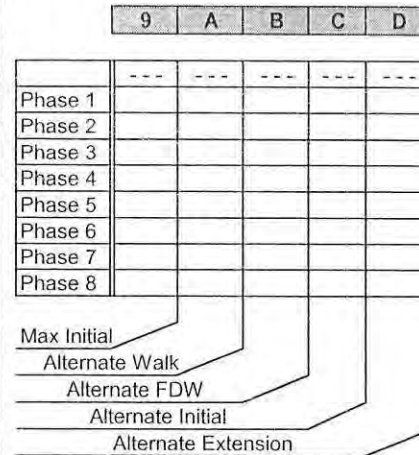 9 A B C D
--- --- --- --- ---
Phase 1
Phase 2
Phase 3
Phase 4
Phase 5
Phase 6
Phase 7
Phase 8
Max Initial
Alternate Walk
Alternate FDW
Alternate Initial
Alternate Extension